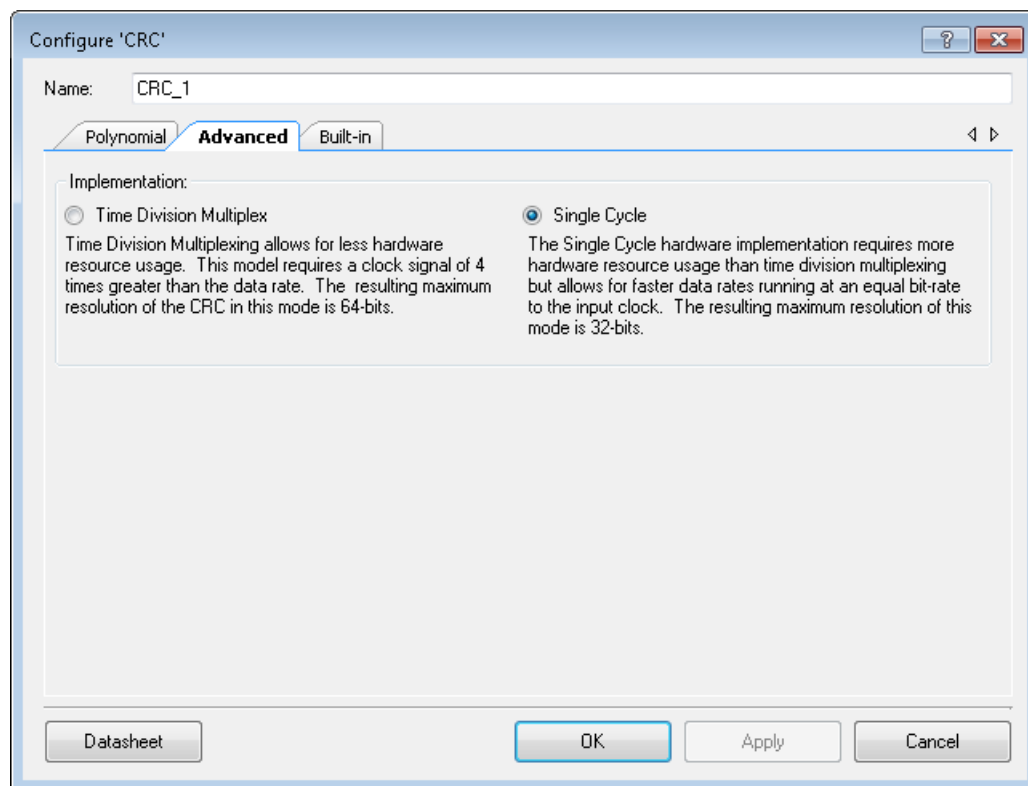 Configure 'CRC'
Name:
CRC_1
Polynomial
Advanced
Built-in
Implementation:
Time Division Multiplex
Time Division Multiplexing allows for less hardware
resource usage.  This model requires a clock signal of 4
times greater than the data rate.  The  resulting maximum
resolution of the CRC in this mode is 64-bits.
Single Cycle
The Single Cycle hardware implementation requires more
hardware resource usage than time division multiplexing
but allows for faster data rates running at an equal bit-rate
to the input clock.  The resulting maximum resolution of this
mode is 32-bits.
Datasheet
OK
Apply
Cancel